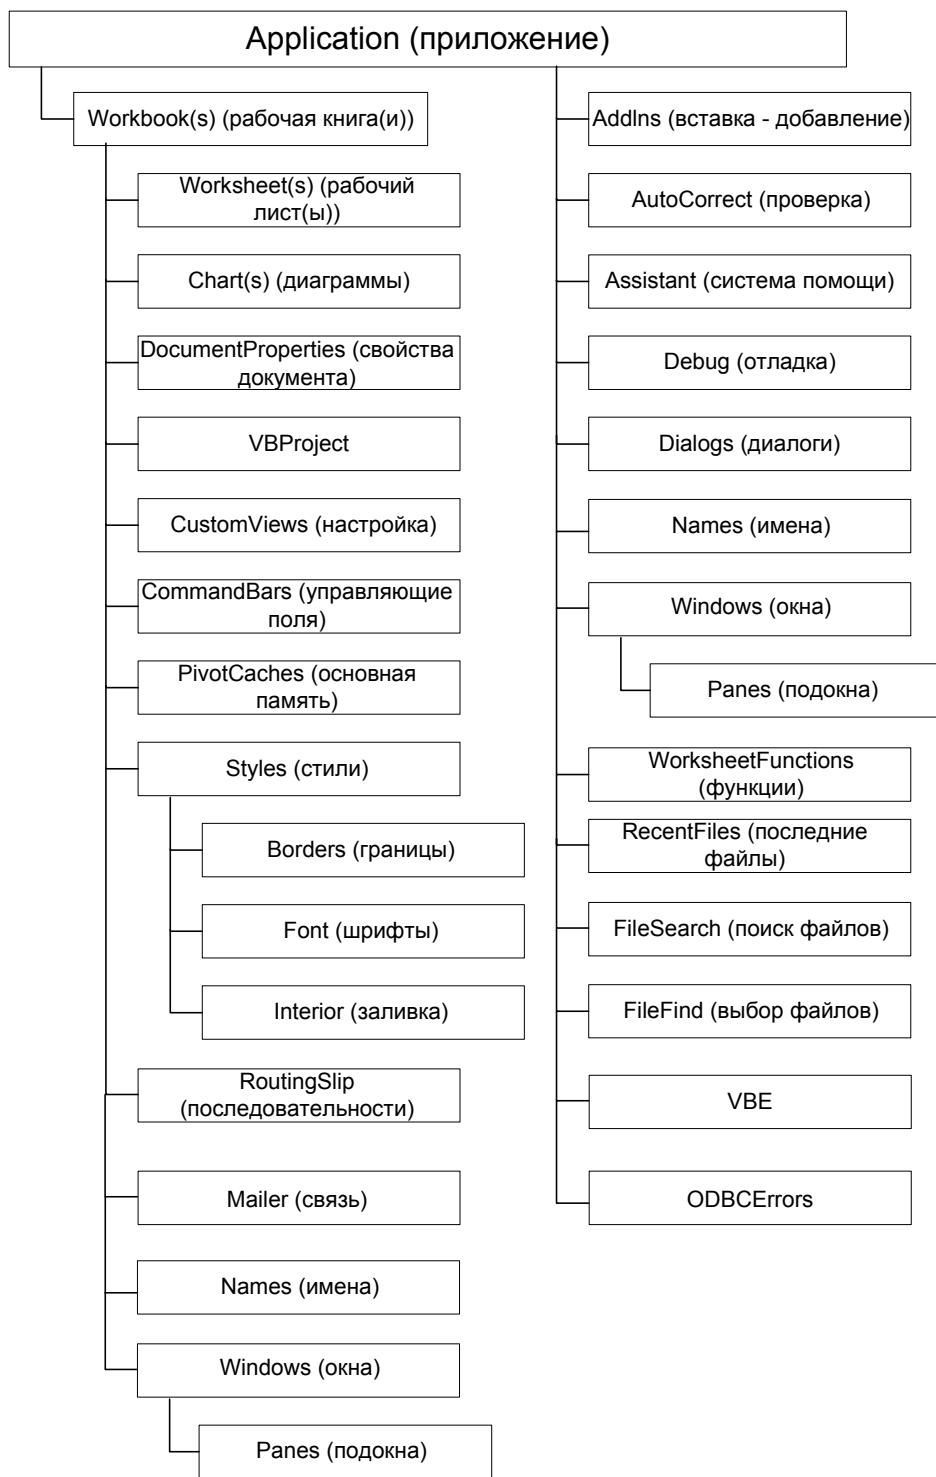 Application (приложение)
Workbook(s) (рабочая книга(и))
Worksheet(s) (рабочий
лист(ы))
Chart(s) (диаграммы)
DocumentProperties (свойства
документа)
VBProject
CustomViews (настройка)
CommandBars (управляющие
поля)
PivotCaches (основная
память)
Styles (стили)
Borders (границы)
Font (шрифты)
Interior (заливка)
RoutingSlip
(последовательности)
Mailer (связь)
Names (имена)
Windows (окна)
Panes (подокна)
AddIns (вставка - добавление)
AutoCorrect (проверка)
Assistant (система помощи)
Debug (отладка)
Dialogs (диалоги)
Names (имена)
Windows (окна)
Panes (подокна)
WorksheetFunctions
(функции)
RecentFiles (последние
файлы)
FileSearch (поиск файлов)
FileFind (выбор файлов)
VBE
ODBCErrors